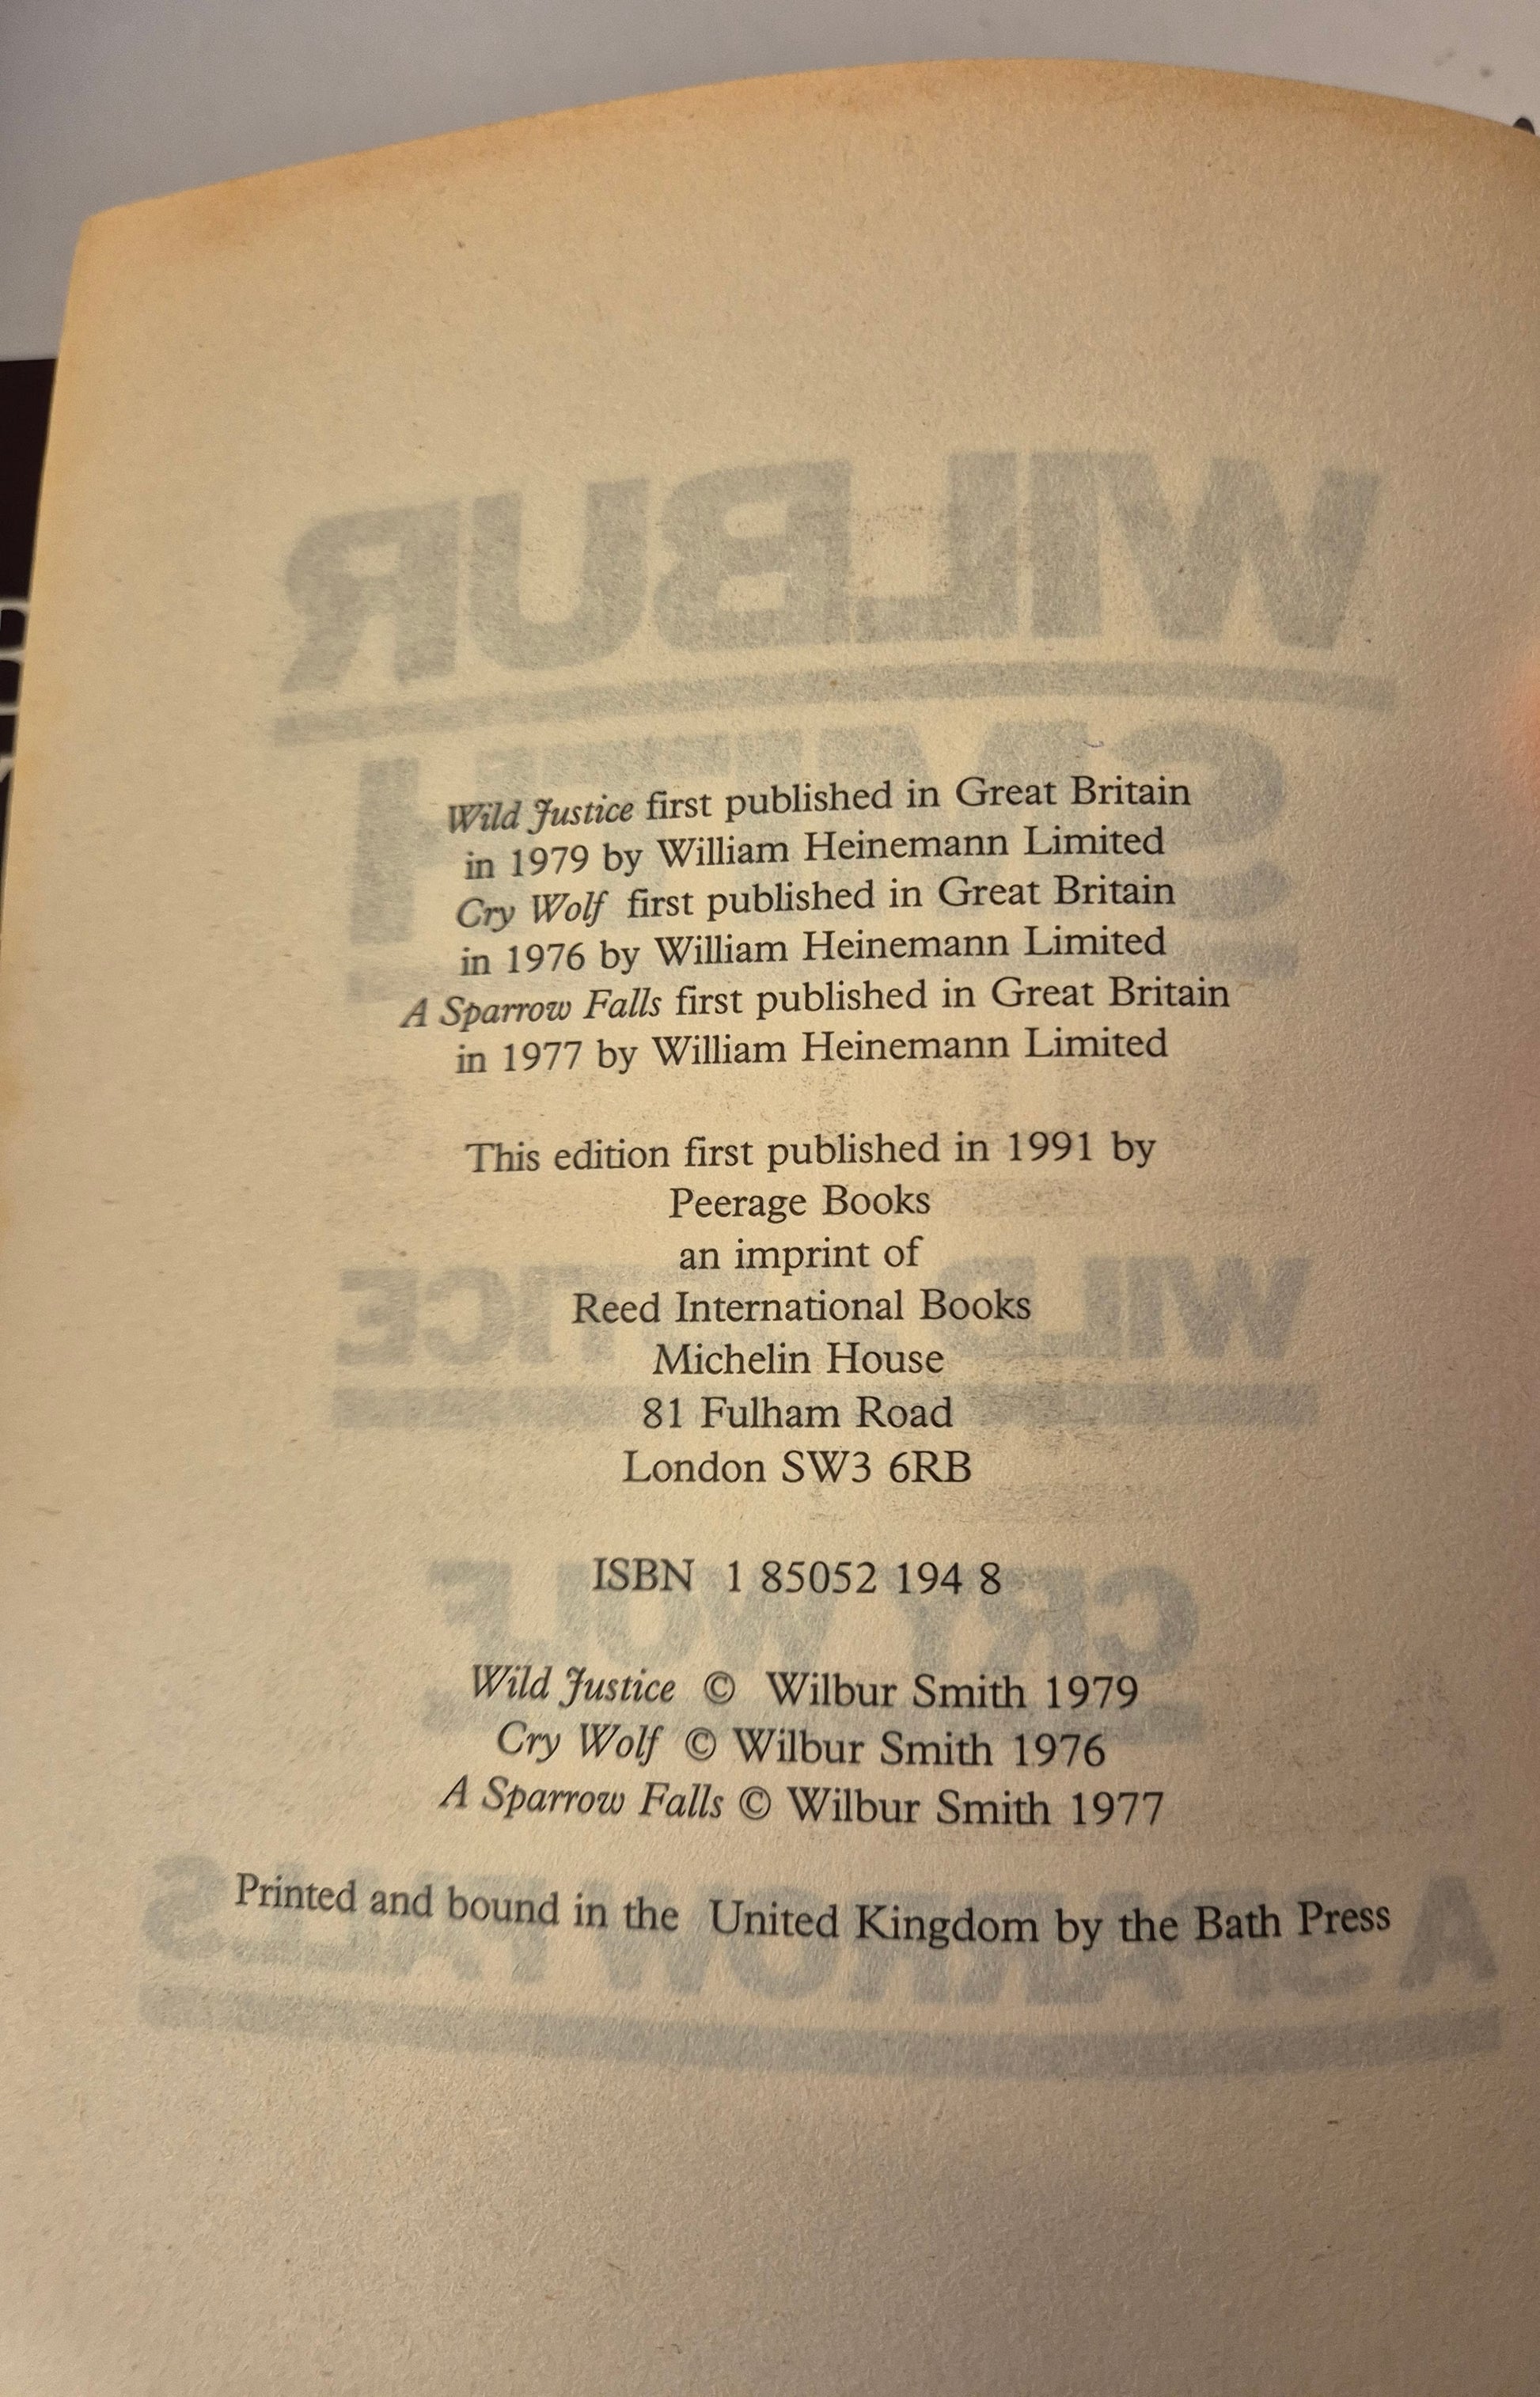 Wild Justice first published in Great Britain
in 1979 by William Heinemann Limited
Cry Wolf first published in Great Britain
in 1976 by William Heinemann Limited
A Sparrow Falls first published in Great Britain
in 1977 by William Heinemann Limited
This edition first published in 1991 by
Peerage Books
an imprint of
Reed International Books
Michelin House
81 Fulham Road
London SW3 6RB
ISBN 1 85052 194 8
Wild Justice © Wilbur Smith 1979
Cry Wolf © Wilbur Smith 1976
A Sparrow Falls © Wilbur Smith 1977
Printed and bound in the United Kingdom by the Bath Press